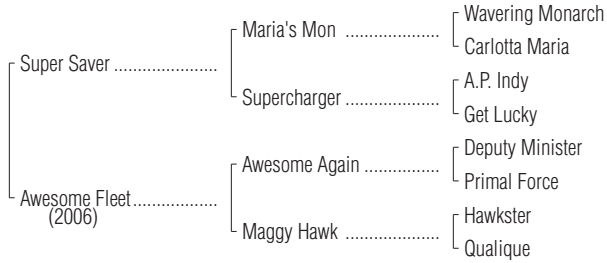 Wavering Monarch
Maria's Mon ....................
Carlotta Maria
Super Saver ......................
A.P. Indy
Supercharger ....................
Get Lucky
Deputy Minister
Awesome Again ................
Primal Force
Awesome Fleet..................
(2006)
Hawkster
Maggy Hawk ....................
Qualique